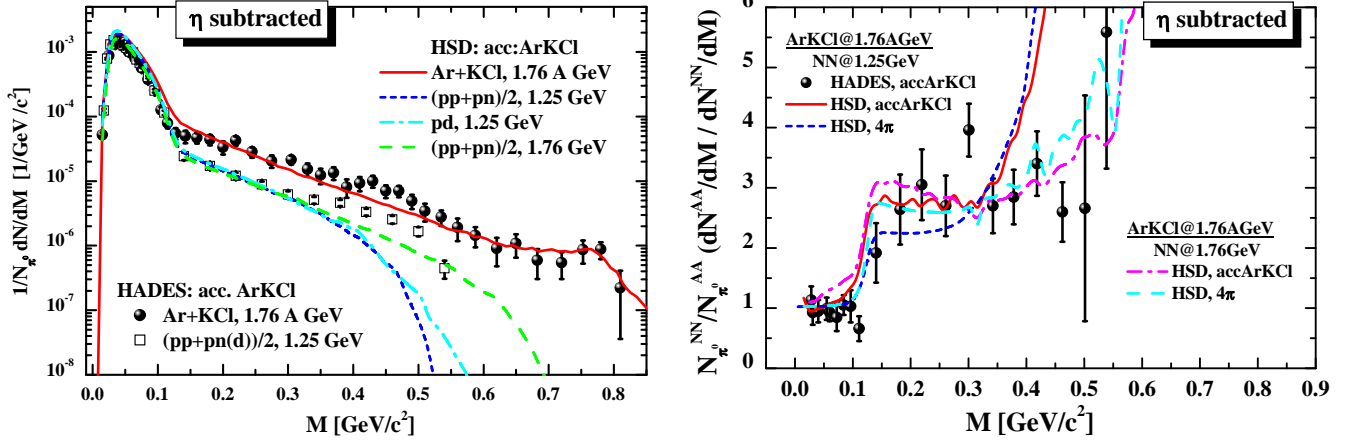 η subtracted
HSD: acc:ArKCl
Ar+KCl, 1.76 A GeV
(pp+pn)/2, 1.25 GeV
pd, 1.25 GeV
(pp+pn)/2, 1.76 GeV
HADES: acc. ArKCl
Ar+KCl, 1.76 A GeV
(pp+pn(d))/2, 1.25 GeV
1/N_π⁰ dN/dM [1/GeV/c²]
10⁻³
10⁻⁴
10⁻⁵
10⁻⁶
10⁻⁷
10⁻⁸
0.0 0.1 0.2 0.3 0.4 0.5 0.6 0.7 0.8
M [GeV/c²]
η subtracted
ArKCl@1.76AGeV
NN@1.25GeV
HADES, accArKCl
HSD, accArKCl
HSD, 4π
ArKCl@1.76AGeV
NN@1.76GeV
HSD, accArKCl
HSD, 4π
N_π⁰^NN/N_π⁰^AA (dN^AA/dM / dN^NN/dM)
6
5
4
3
2
1
0
0.0 0.1 0.2 0.3 0.4 0.5 0.6 0.7 0.8 0.9
M [GeV/c²]